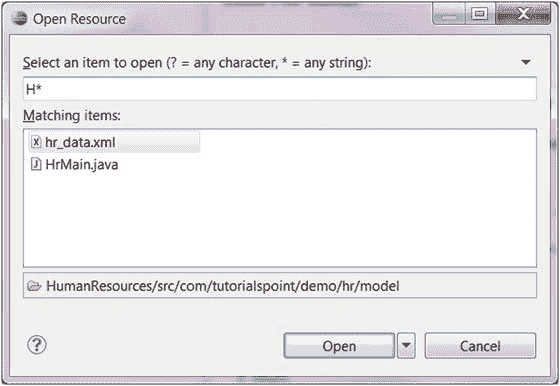 Open Resource
Select an item to open (? = any character, * = any string):
H*
Matching items:
hr_data.xml
HrMain.java
HumanResources/src/com/tutorialspoint/demo/hr/model
Open
Cancel